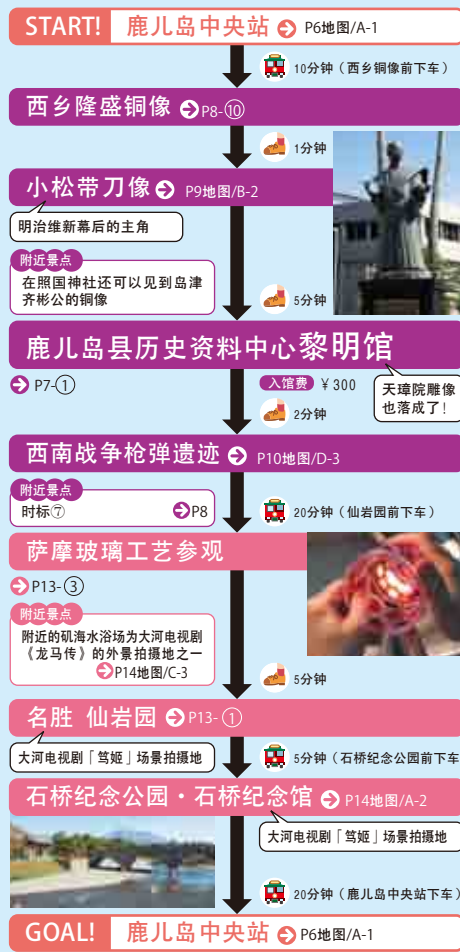 START! 鹿儿岛中央站 P6地图/A-1
10分钟（西乡铜像前下车）
西乡隆盛铜像 P8-⑩
1分钟
小松带刀像 P9地图/B-2
明治维新幕后的主角
附近景点
在照国神社还可以见到岛津
齐彬公的铜像
5分钟
鹿儿岛县历史资料中心黎明馆
P7-①
入馆费 ¥300
天璋院雕像
也落成了!
2分钟
西南战争枪弹遗迹 P10地图/D-3
附近景点
时标⑦ P8
20分钟（仙岩园前下车）
萨摩玻璃工艺参观
P13-③
附近景点
附近的矶海水浴场为大河电视剧
《龙马传》的外景拍摄地之一
P14地图/C-3
5分钟
名胜 仙岩园 P13-①
大河电视剧「笃姬」场景拍摄地
5分钟（石桥纪念公园前下车
石桥纪念公园・石桥纪念馆 P14地图/A-2
大河电视剧「笃姬」场景拍摄地
20分钟（鹿儿岛中央站下车）
GOAL! 鹿儿岛中央站 P6地图/A-1